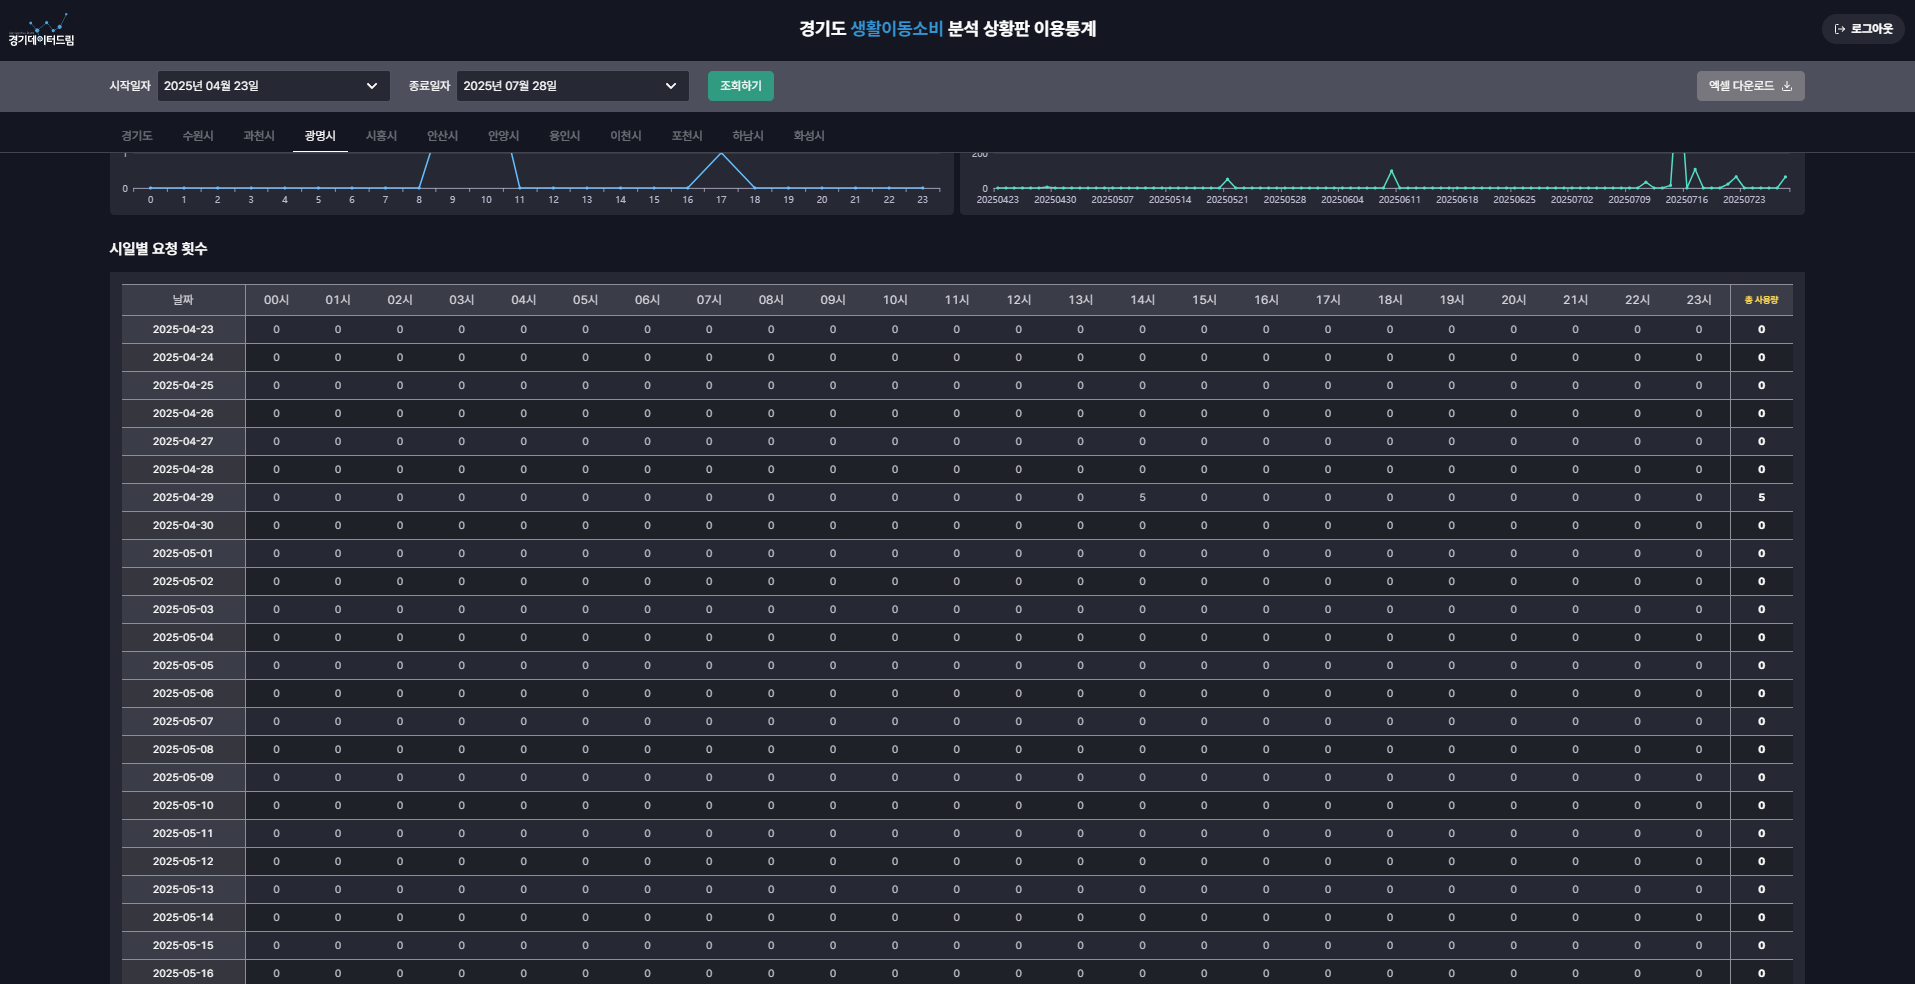 경기데이터드림
경기도 생활이동소비 분석 상황판 이용통계
로그아웃
시작일자 2025년 04월 23일 종료일자 2025년 07월 28일 조회하기 엑셀 다운로드
경기도 수원시 과천시 광명시 시흥시 안산시 안양시 용인시 이천시 포천시 하남시 화성시
1
0
0 1 2 3 4 5 6 7 8 9 10 11 12 13 14 15 16 17 18 19 20 21 22 23
200
0
20250423 20250430 20250507 20250514 20250521 20250528 20250604 20250611 20250618 20250625 20250702 20250709 20250716 20250723
시일별 요청 횟수
날짜 00시 01시 02시 03시 04시 05시 06시 07시 08시 09시 10시 11시 12시 13시 14시 15시 16시 17시 18시 19시 20시 21시 22시 23시 총 사용량
2025-04-23 0 0 0 0 0 0 0 0 0 0 0 0 0 0 0 0 0 0 0 0 0 0 0 0 0
2025-04-24 0 0 0 0 0 0 0 0 0 0 0 0 0 0 0 0 0 0 0 0 0 0 0 0 0
2025-04-25 0 0 0 0 0 0 0 0 0 0 0 0 0 0 0 0 0 0 0 0 0 0 0 0 0
2025-04-26 0 0 0 0 0 0 0 0 0 0 0 0 0 0 0 0 0 0 0 0 0 0 0 0 0
2025-04-27 0 0 0 0 0 0 0 0 0 0 0 0 0 0 0 0 0 0 0 0 0 0 0 0 0
2025-04-28 0 0 0 0 0 0 0 0 0 0 0 0 0 0 0 0 0 0 0 0 0 0 0 0 0
2025-04-29 0 0 0 0 0 0 0 0 0 0 0 0 0 0 5 0 0 0 0 0 0 0 0 0 5
2025-04-30 0 0 0 0 0 0 0 0 0 0 0 0 0 0 0 0 0 0 0 0 0 0 0 0 0
2025-05-01 0 0 0 0 0 0 0 0 0 0 0 0 0 0 0 0 0 0 0 0 0 0 0 0 0
2025-05-02 0 0 0 0 0 0 0 0 0 0 0 0 0 0 0 0 0 0 0 0 0 0 0 0 0
2025-05-03 0 0 0 0 0 0 0 0 0 0 0 0 0 0 0 0 0 0 0 0 0 0 0 0 0
2025-05-04 0 0 0 0 0 0 0 0 0 0 0 0 0 0 0 0 0 0 0 0 0 0 0 0 0
2025-05-05 0 0 0 0 0 0 0 0 0 0 0 0 0 0 0 0 0 0 0 0 0 0 0 0 0
2025-05-06 0 0 0 0 0 0 0 0 0 0 0 0 0 0 0 0 0 0 0 0 0 0 0 0 0
2025-05-07 0 0 0 0 0 0 0 0 0 0 0 0 0 0 0 0 0 0 0 0 0 0 0 0 0
2025-05-08 0 0 0 0 0 0 0 0 0 0 0 0 0 0 0 0 0 0 0 0 0 0 0 0 0
2025-05-09 0 0 0 0 0 0 0 0 0 0 0 0 0 0 0 0 0 0 0 0 0 0 0 0 0
2025-05-10 0 0 0 0 0 0 0 0 0 0 0 0 0 0 0 0 0 0 0 0 0 0 0 0 0
2025-05-11 0 0 0 0 0 0 0 0 0 0 0 0 0 0 0 0 0 0 0 0 0 0 0 0 0
2025-05-12 0 0 0 0 0 0 0 0 0 0 0 0 0 0 0 0 0 0 0 0 0 0 0 0 0
2025-05-13 0 0 0 0 0 0 0 0 0 0 0 0 0 0 0 0 0 0 0 0 0 0 0 0 0
2025-05-14 0 0 0 0 0 0 0 0 0 0 0 0 0 0 0 0 0 0 0 0 0 0 0 0 0
2025-05-15 0 0 0 0 0 0 0 0 0 0 0 0 0 0 0 0 0 0 0 0 0 0 0 0 0
2025-05-16 0 0 0 0 0 0 0 0 0 0 0 0 0 0 0 0 0 0 0 0 0 0 0 0 0